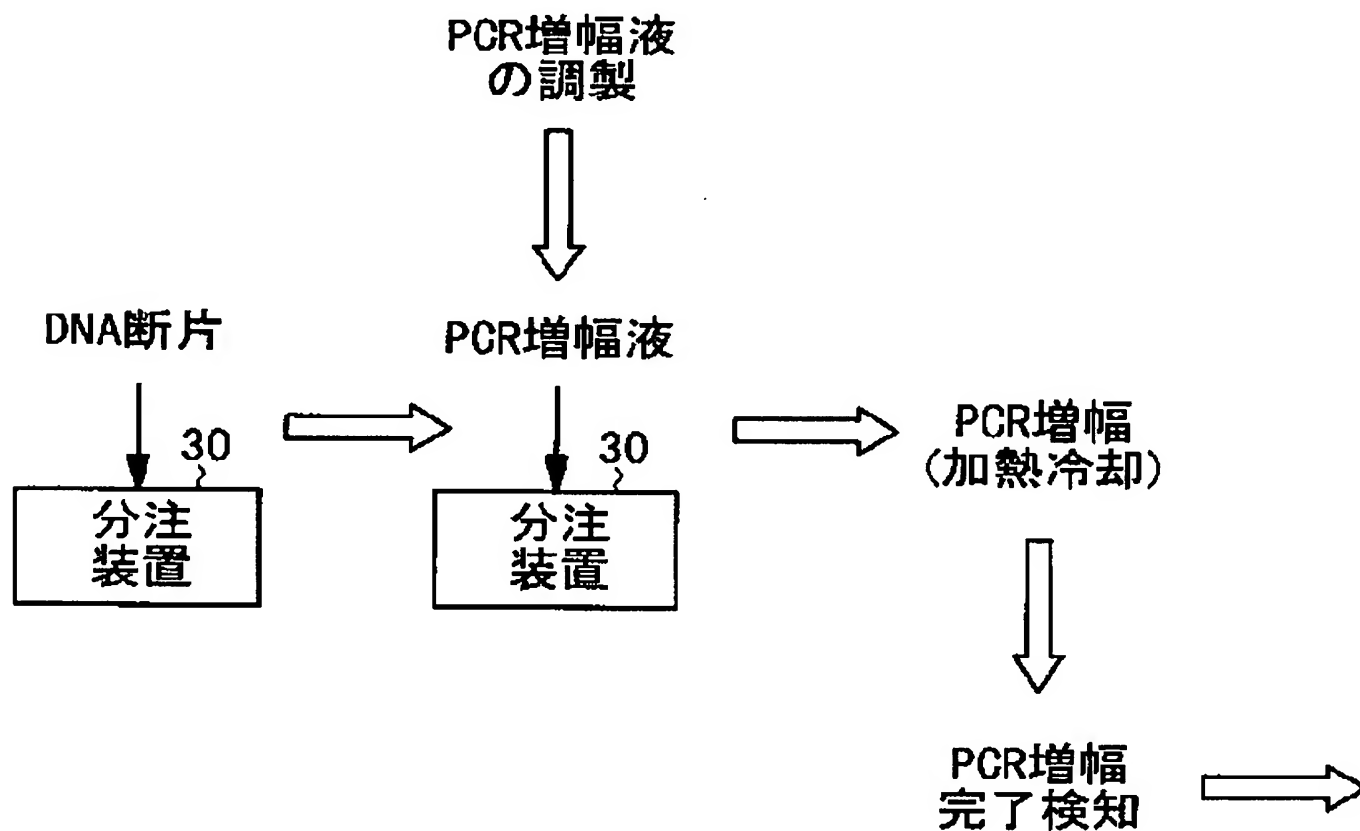 PCR増幅液
の調製
DNA断片
PCR増幅液
30
分注
装置
30
分注
装置
PCR増幅
(加熱冷却)
PCR増幅
完了検知